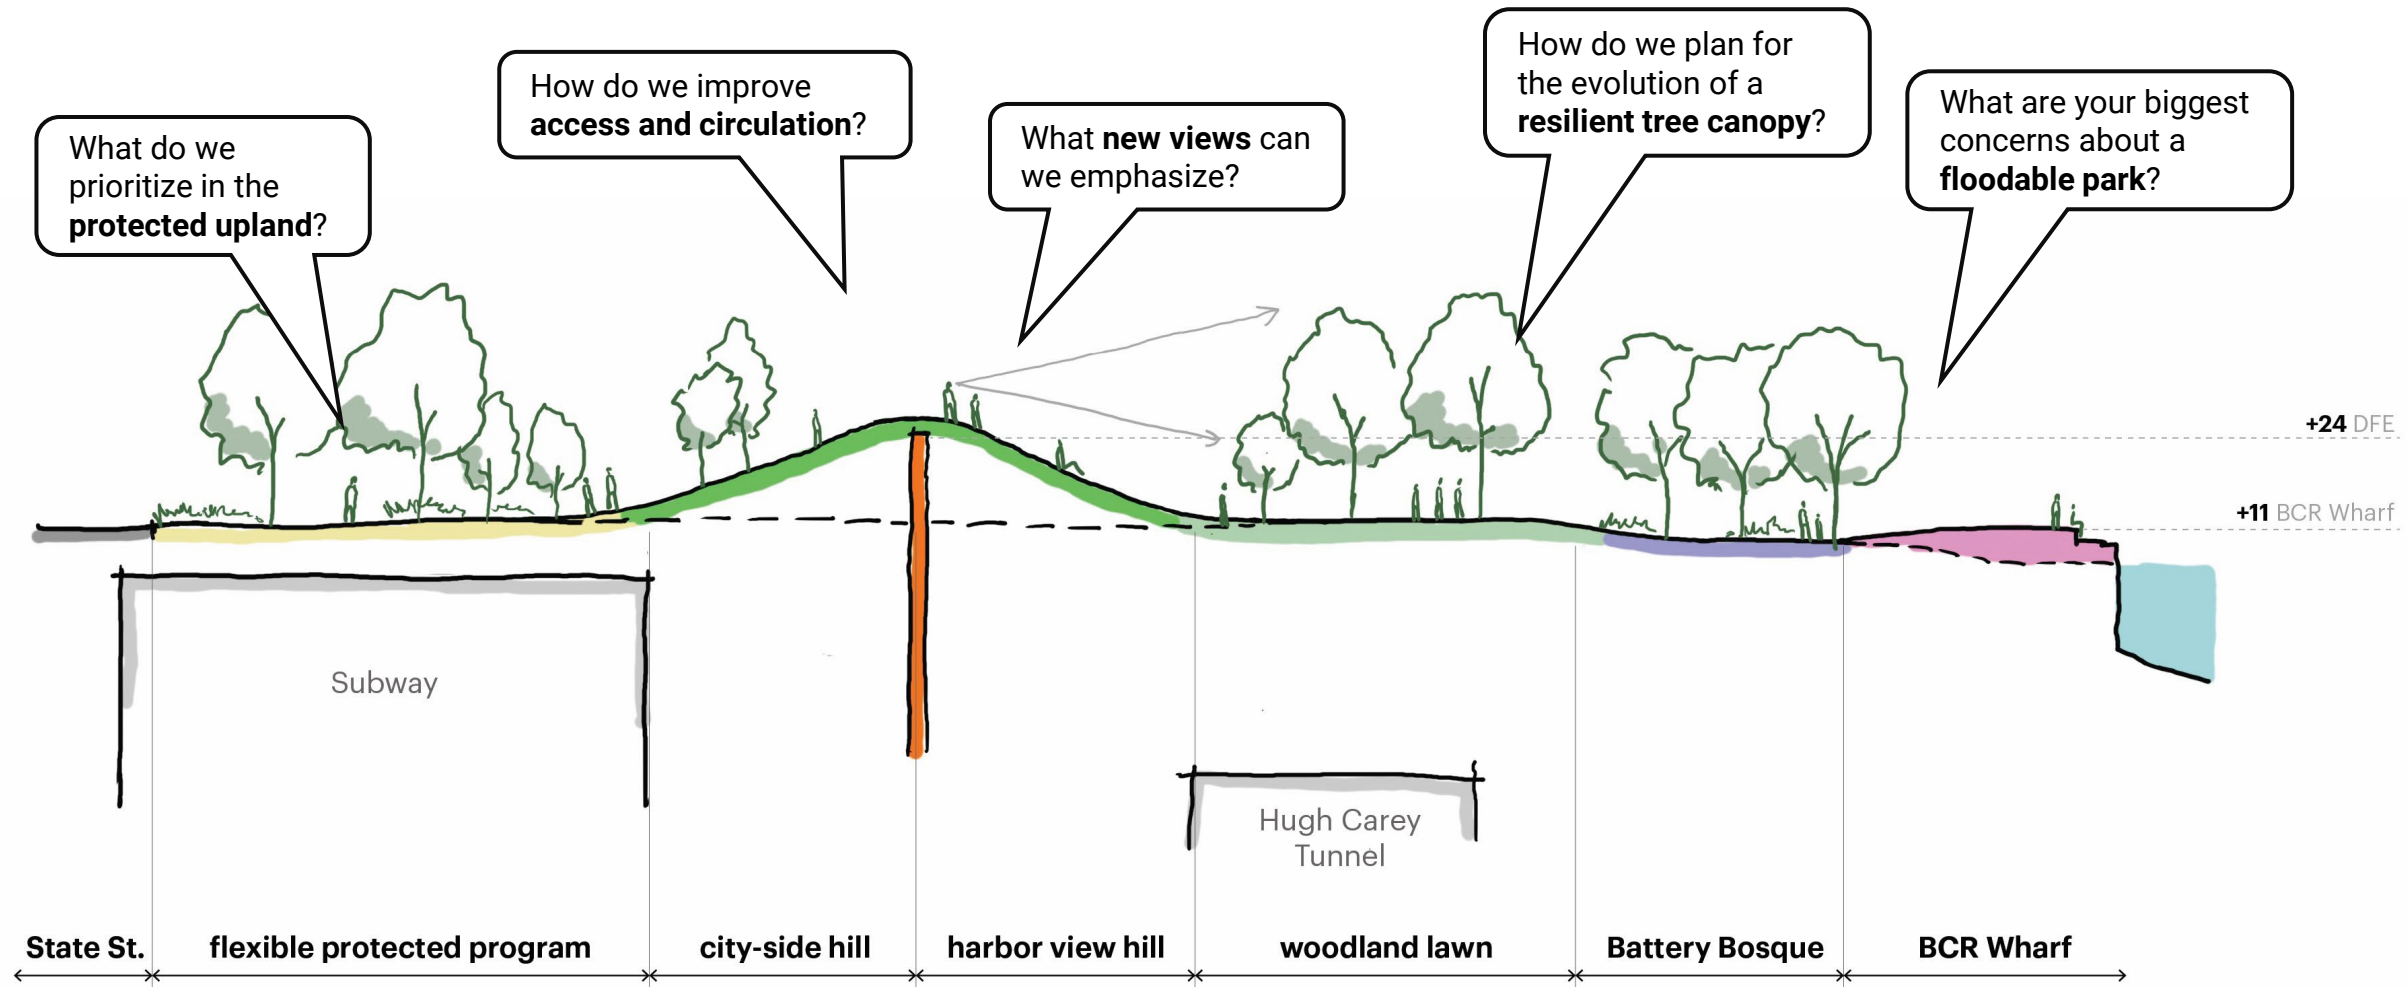 What do we
prioritize in the
protected upland?
How do we improve
access and circulation?
What new views can
we emphasize?
How do we plan for
the evolution of a
resilient tree canopy?
What are your biggest
concerns about a
floodable park?
+24 DFE
+11 BCR Wharf
Subway
Hugh Carey
Tunnel
State St.
flexible protected program
city-side hill
harbor view hill
woodland lawn
Battery Bosque
BCR Wharf